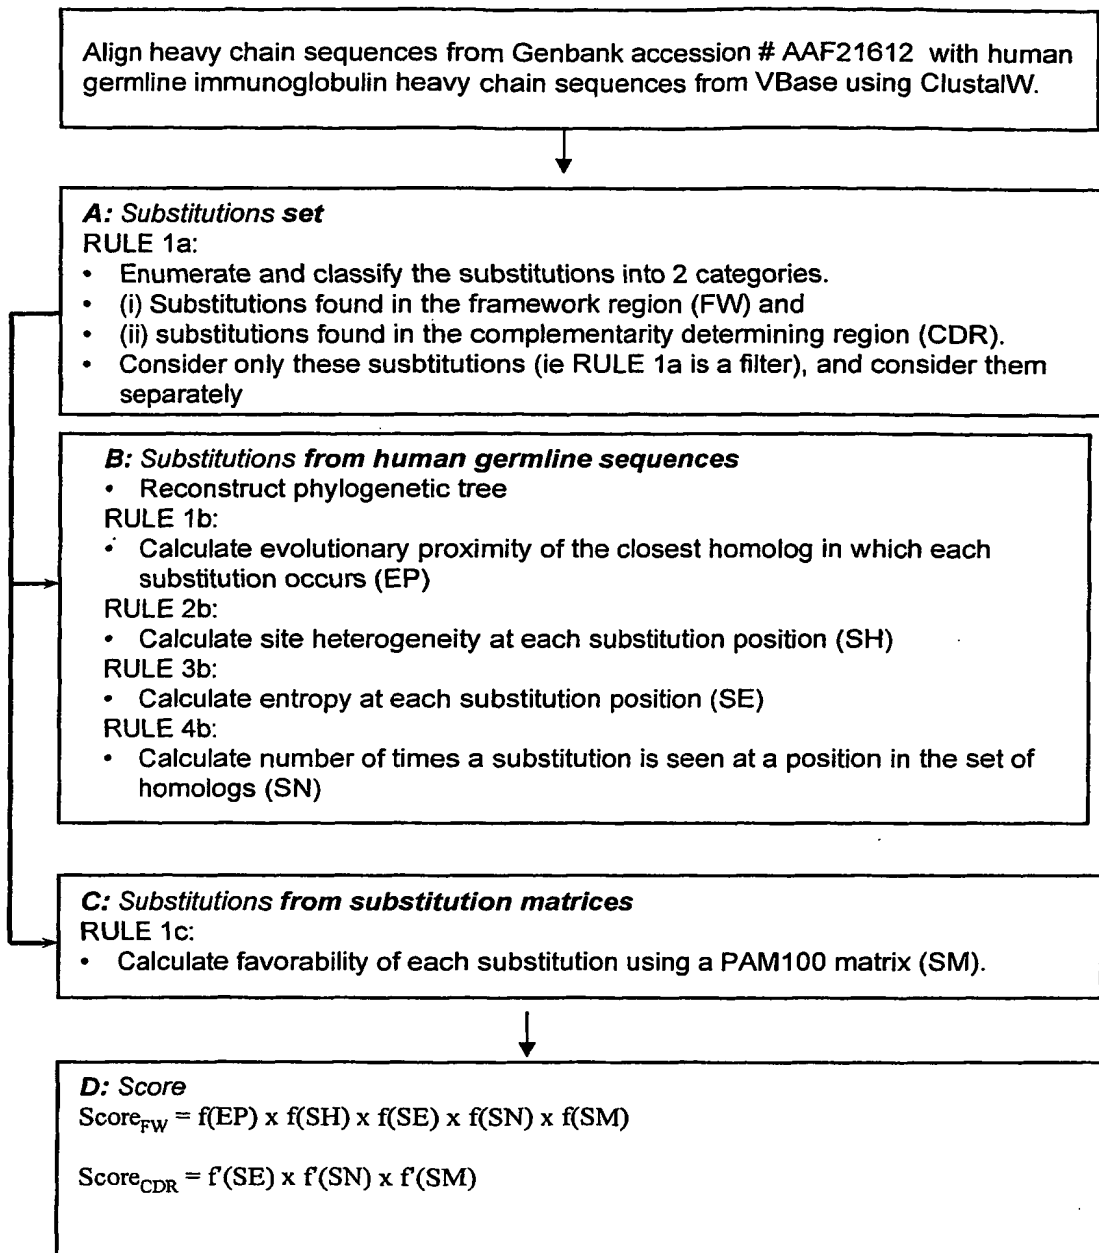 Align heavy chain sequences from Genbank accession # AAF21612 with human
germline immunoglobulin heavy chain sequences from VBase using ClustalW.
A: Substitutions set
RULE 1a:
• Enumerate and classify the substitutions into 2 categories.
• (i) Substitutions found in the framework region (FW) and
• (ii) substitutions found in the complementarity determining region (CDR).
• Consider only these susbtitutions (ie RULE 1a is a filter), and consider them
separately
B: Substitutions from human germline sequences
• Reconstruct phylogenetic tree
RULE 1b:
• Calculate evolutionary proximity of the closest homolog in which each
substitution occurs (EP)
RULE 2b:
• Calculate site heterogeneity at each substitution position (SH)
RULE 3b:
• Calculate entropy at each substitution position (SE)
RULE 4b:
• Calculate number of times a substitution is seen at a position in the set of
homologs (SN)
C: Substitutions from substitution matrices
RULE 1c:
• Calculate favorability of each substitution using a PAM100 matrix (SM).
D: Score
Score_FW = f(EP) x f(SH) x f(SE) x f(SN) x f(SM)
Score_CDR = f'(SE) x f'(SN) x f'(SM)